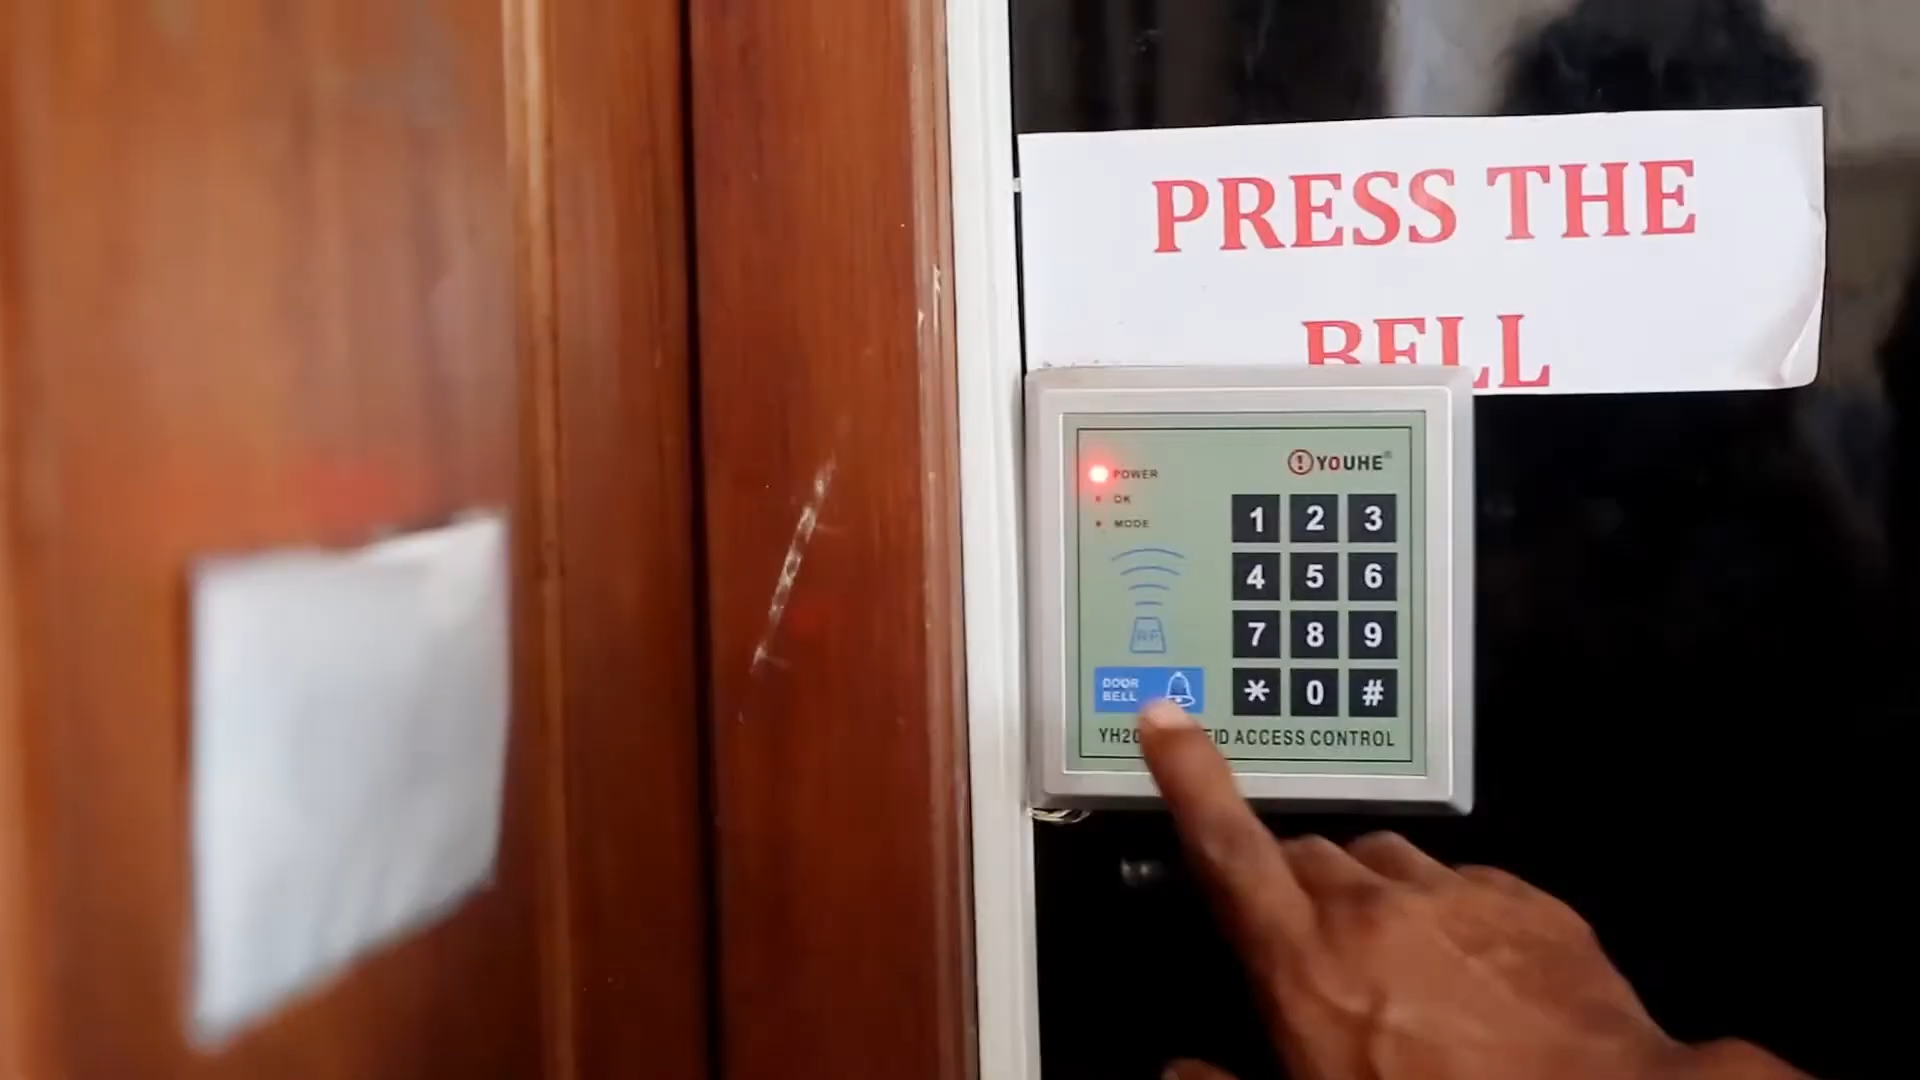 PRESS THE
BELL
POWER
YOUHE®
OK
MODE
1 2 3
4 5 6
7 8 9
* 0 #
RF
DOOR
BELL
ACCESS CONTROL